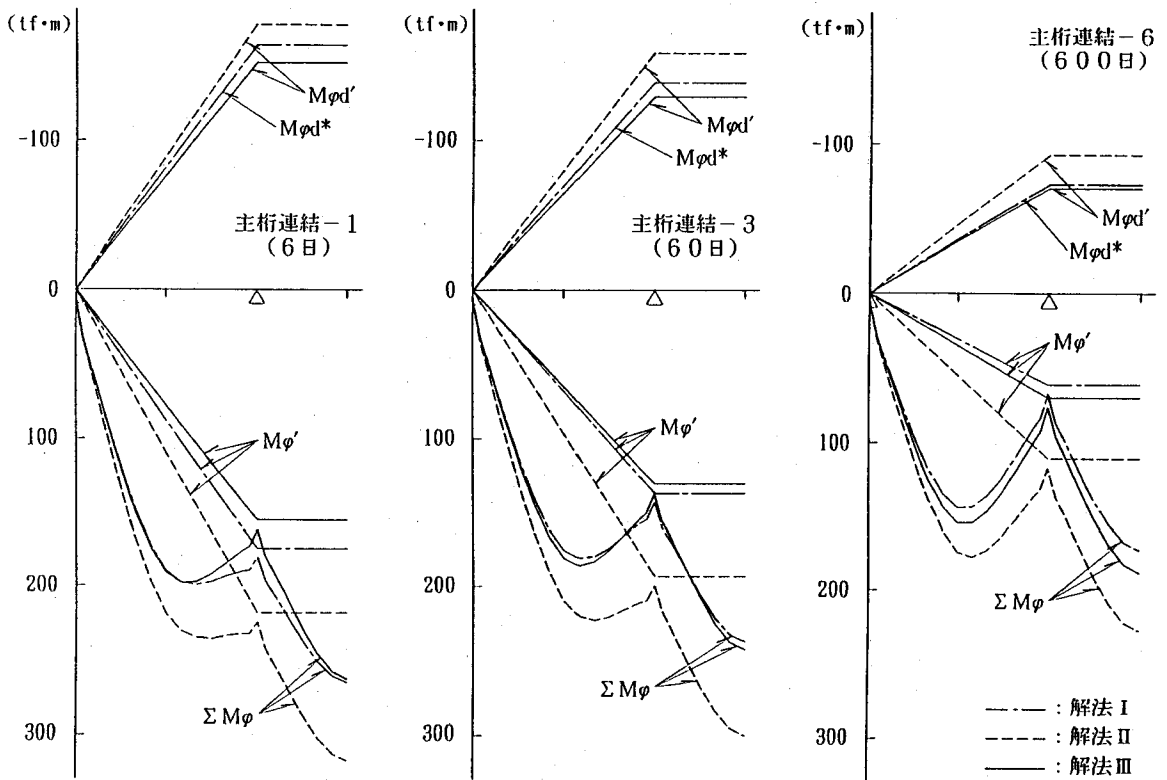 (tf・m)
-100
0
100
200
300
Mφd′
Mφd*
主桁連結－1
(6日)
Mφ′
ΣMφ
(tf・m)
-100
0
100
200
300
Mφd′
Mφd*
主桁連結－3
(60日)
Mφ′
ΣMφ
(tf・m)
主桁連結－6
(600日)
-100
0
100
200
300
Mφd′
Mφd*
Mφ′
ΣMφ
: 解法Ⅰ
: 解法Ⅱ
: 解法Ⅲ